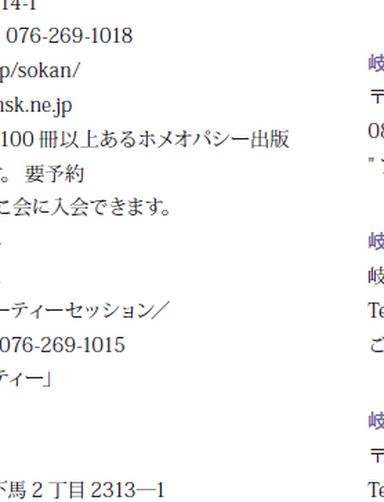 14-1
076-269-1018
p/sokan/
nsk.ne.jp
100 冊以上あるホメオパシー出版
。 要予約
こ会に入会できます。
ーティーセッション／
076-269-1015
ティー」
下馬 2 丁目 2313―1
岐
〒
08
"
岐
岐
Te
ご
岐
〒
Te